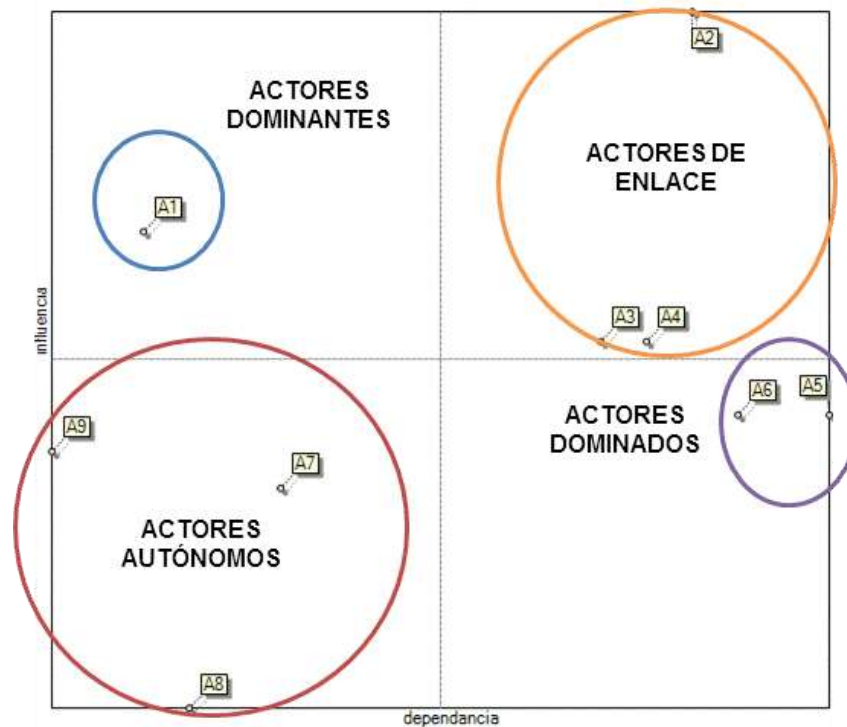 A2
ACTORES
DOMINANTES
ACTORES DE
ENLACE
A1
influencia
A3
A4
A6
A5
ACTORES
DOMINADOS
A9
A7
ACTORES
AUTÓNOMOS
A8
dependancia